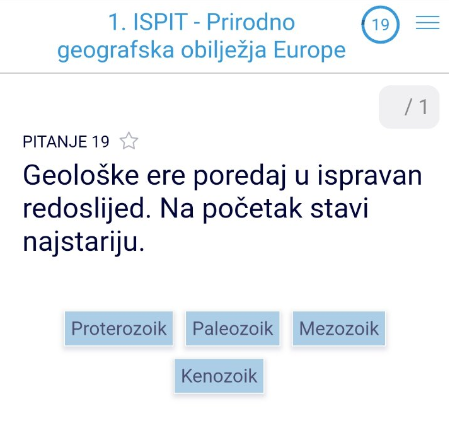 1. ISPIT - Prirodno
geografska obilježja Europe
19
/ 1
PITANJE 19
Geološke ere poredaj u ispravan
redoslijed. Na početak stavi
najstariju.
Proterozoik Paleozoik Mezozoik
Kenozoik